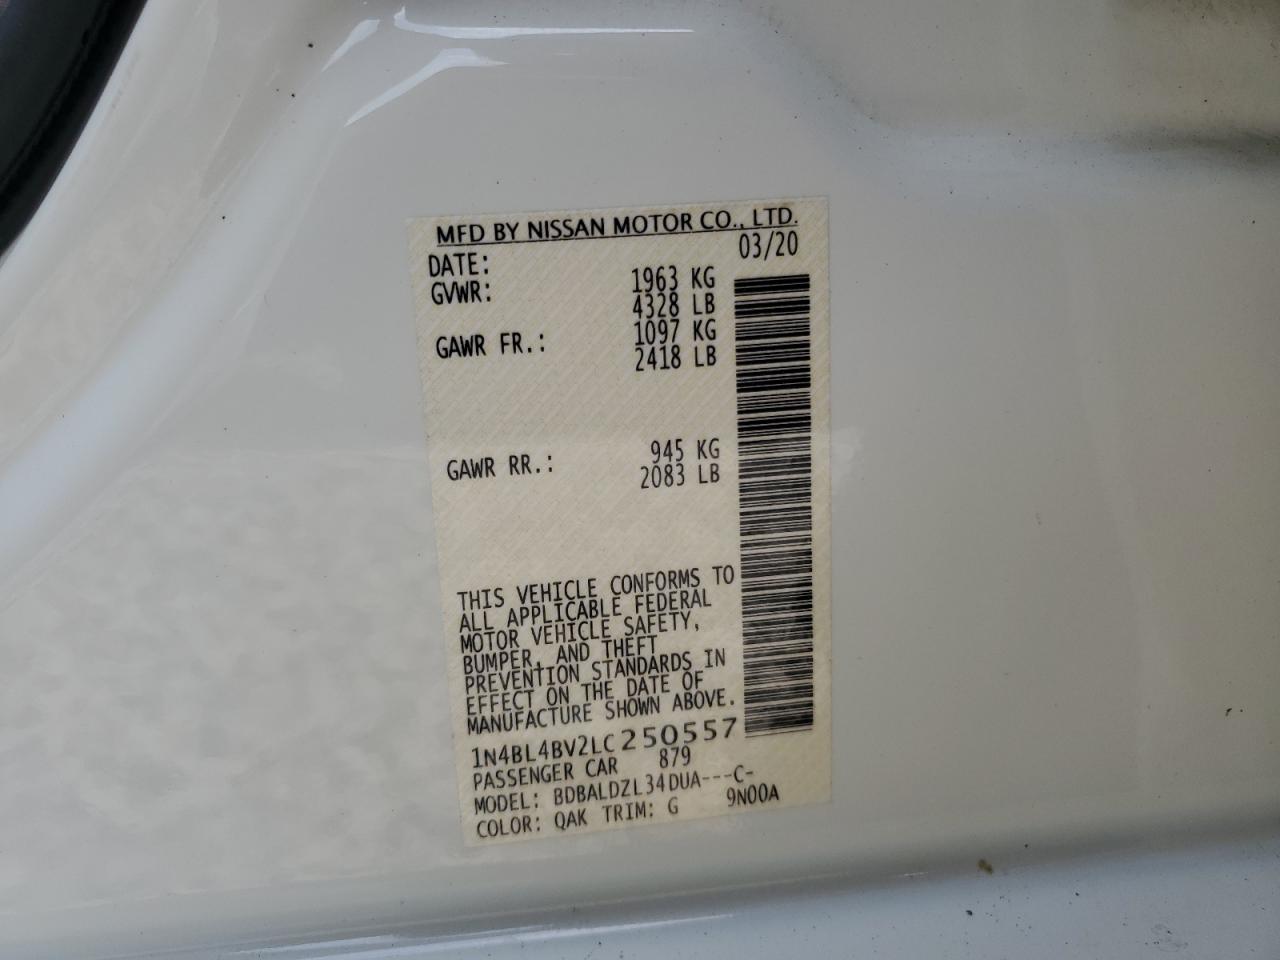 MFD BY NISSAN MOTOR CO., LTD.
DATE: 03/20
GVWR: 1963 KG
4328 LB
GAWR FR.: 1097 KG
2418 LB
GAWR RR.: 945 KG
2083 LB
THIS VEHICLE CONFORMS TO
ALL APPLICABLE FEDERAL
MOTOR VEHICLE SAFETY,
BUMPER, AND THEFT
PREVENTION STANDARDS IN
EFFECT ON THE DATE OF
MANUFACTURE SHOWN ABOVE.
1N4BL4BV2LC250557
PASSENGER CAR 879
MODEL: BDBALDZL34DUA---C-
COLOR: QAK TRIM: G 9N00A